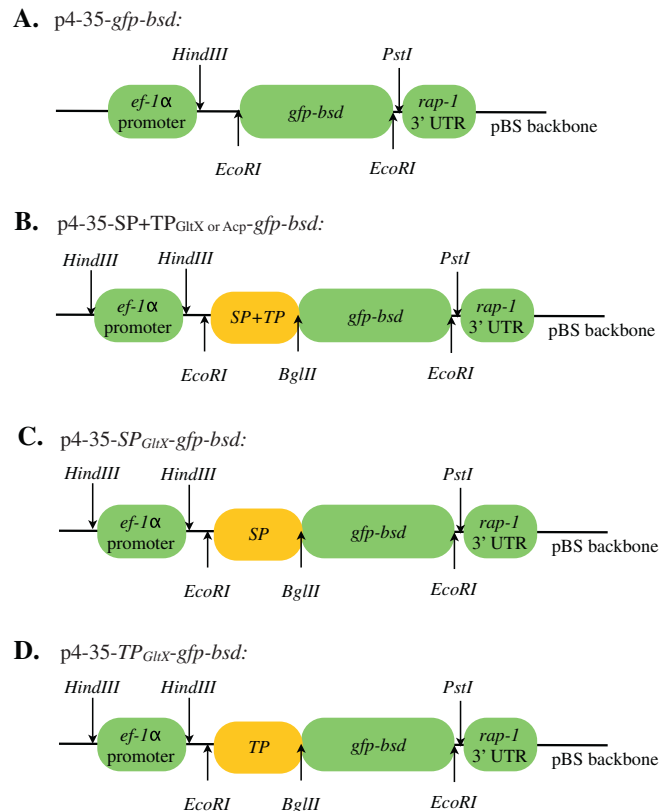 A. p4-35-gfp-bsd:
HindIII PstI
ef-1α promoter gfp-bsd rap-1 3' UTR pBS backbone
EcoRI EcoRI
B. p4-35-SP+TPGltX or Acp-gfp-bsd:
HindIII HindIII PstI
ef-1α promoter SP+TP gfp-bsd rap-1 3' UTR pBS backbone
EcoRI BglII EcoRI
C. p4-35-SPGltX-gfp-bsd:
HindIII HindIII PstI
ef-1α promoter SP gfp-bsd rap-1 3' UTR pBS backbone
EcoRI BglII EcoRI
D. p4-35-TPGltX-gfp-bsd:
HindIII HindIII PstI
ef-1α promoter TP gfp-bsd rap-1 3' UTR pBS backbone
EcoRI BglII EcoRI